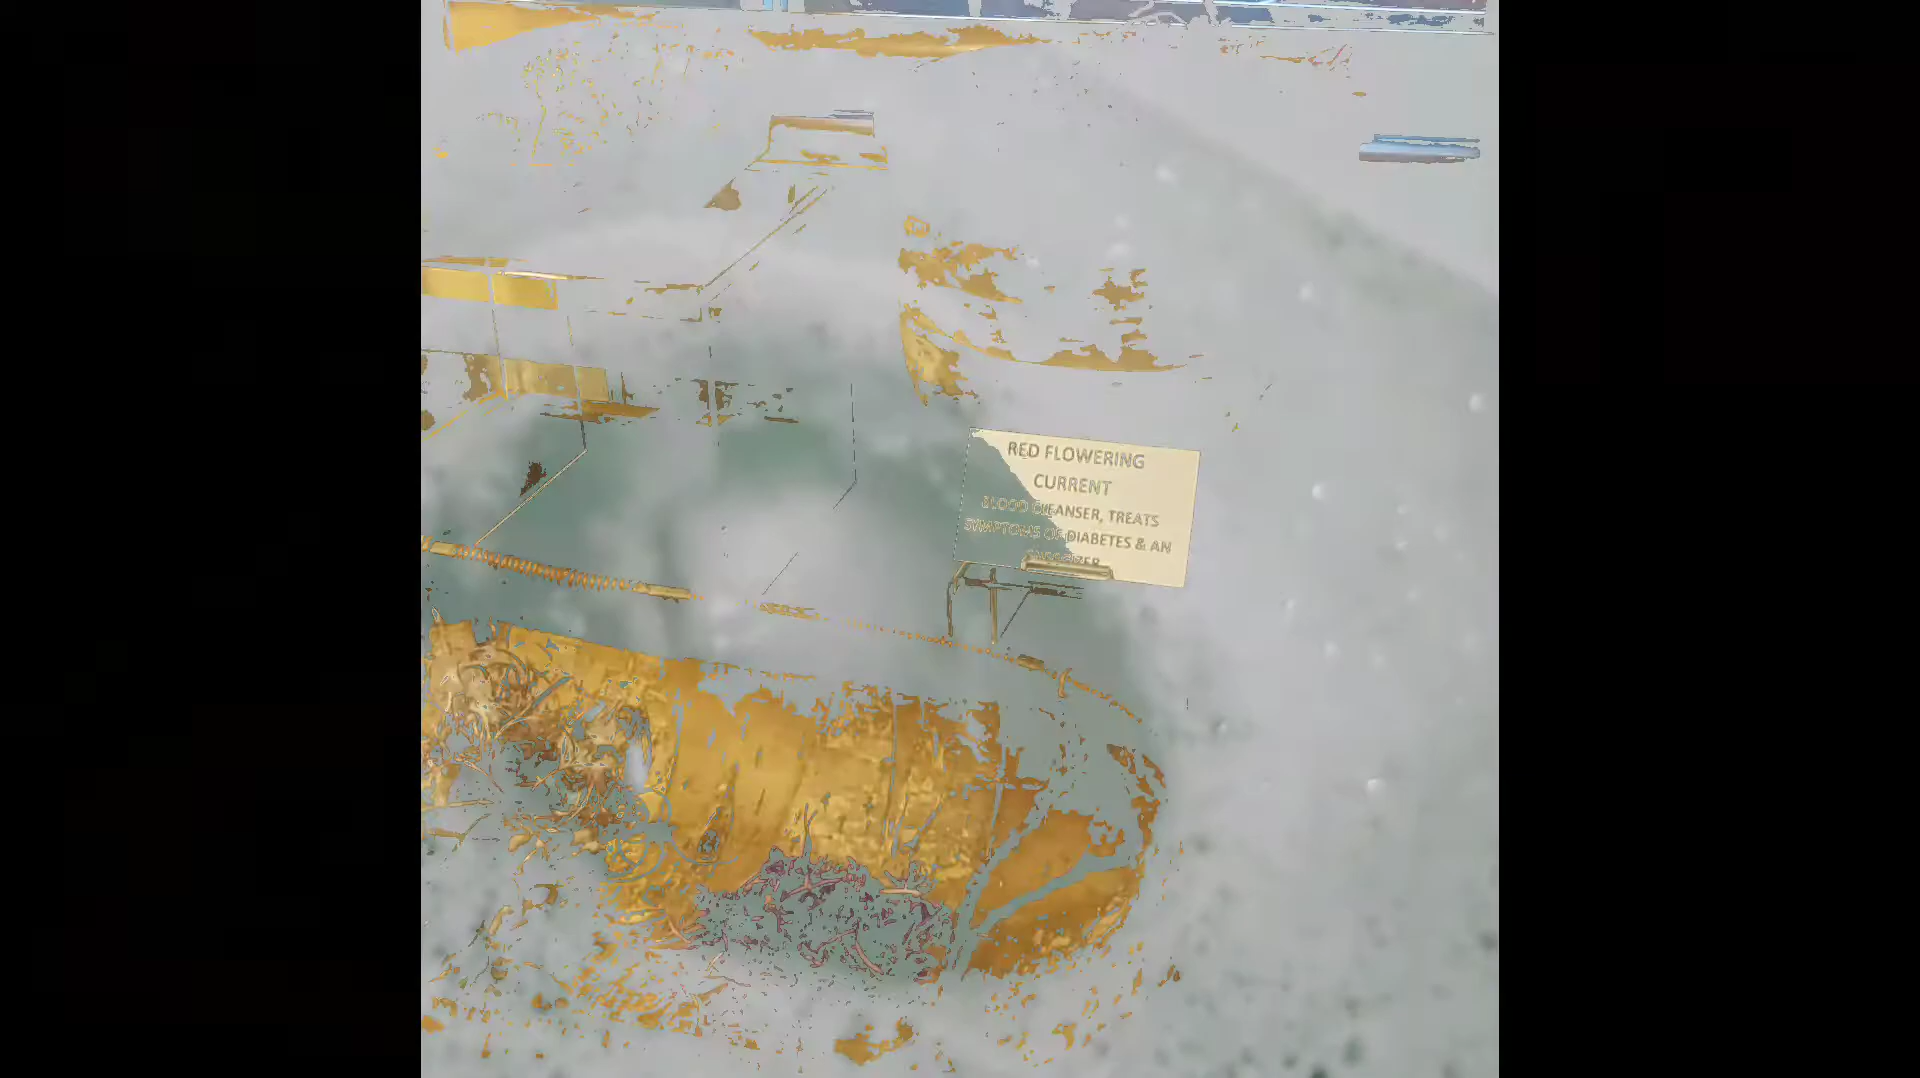 RED FLOWERING
CURRENT
BLOOD CLEANSER, TREATS
SYMPTOMS OF DIABETES & AN